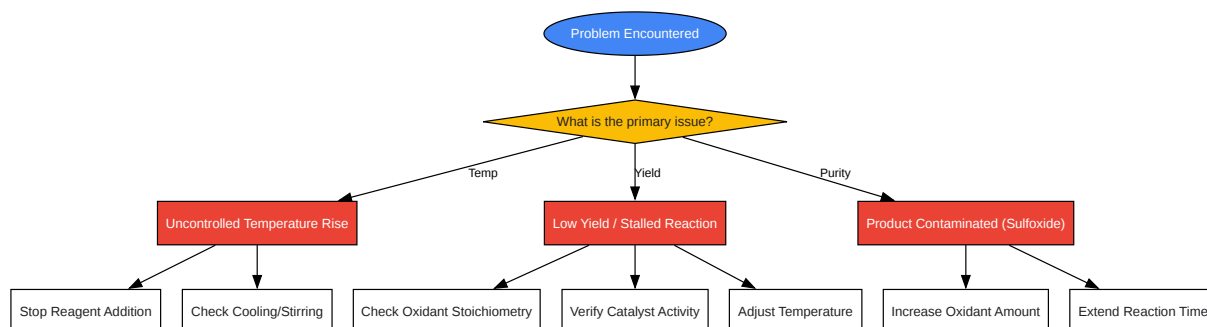 Problem Encountered
What is the primary issue?
Temp
Yield
Purity
Uncontrolled Temperature Rise
Low Yield / Stalled Reaction
Product Contaminated (Sulfoxide)
Stop Reagent Addition
Check Cooling/Stirring
Check Oxidant Stoichiometry
Verify Catalyst Activity
Adjust Temperature
Increase Oxidant Amount
Extend Reaction Time